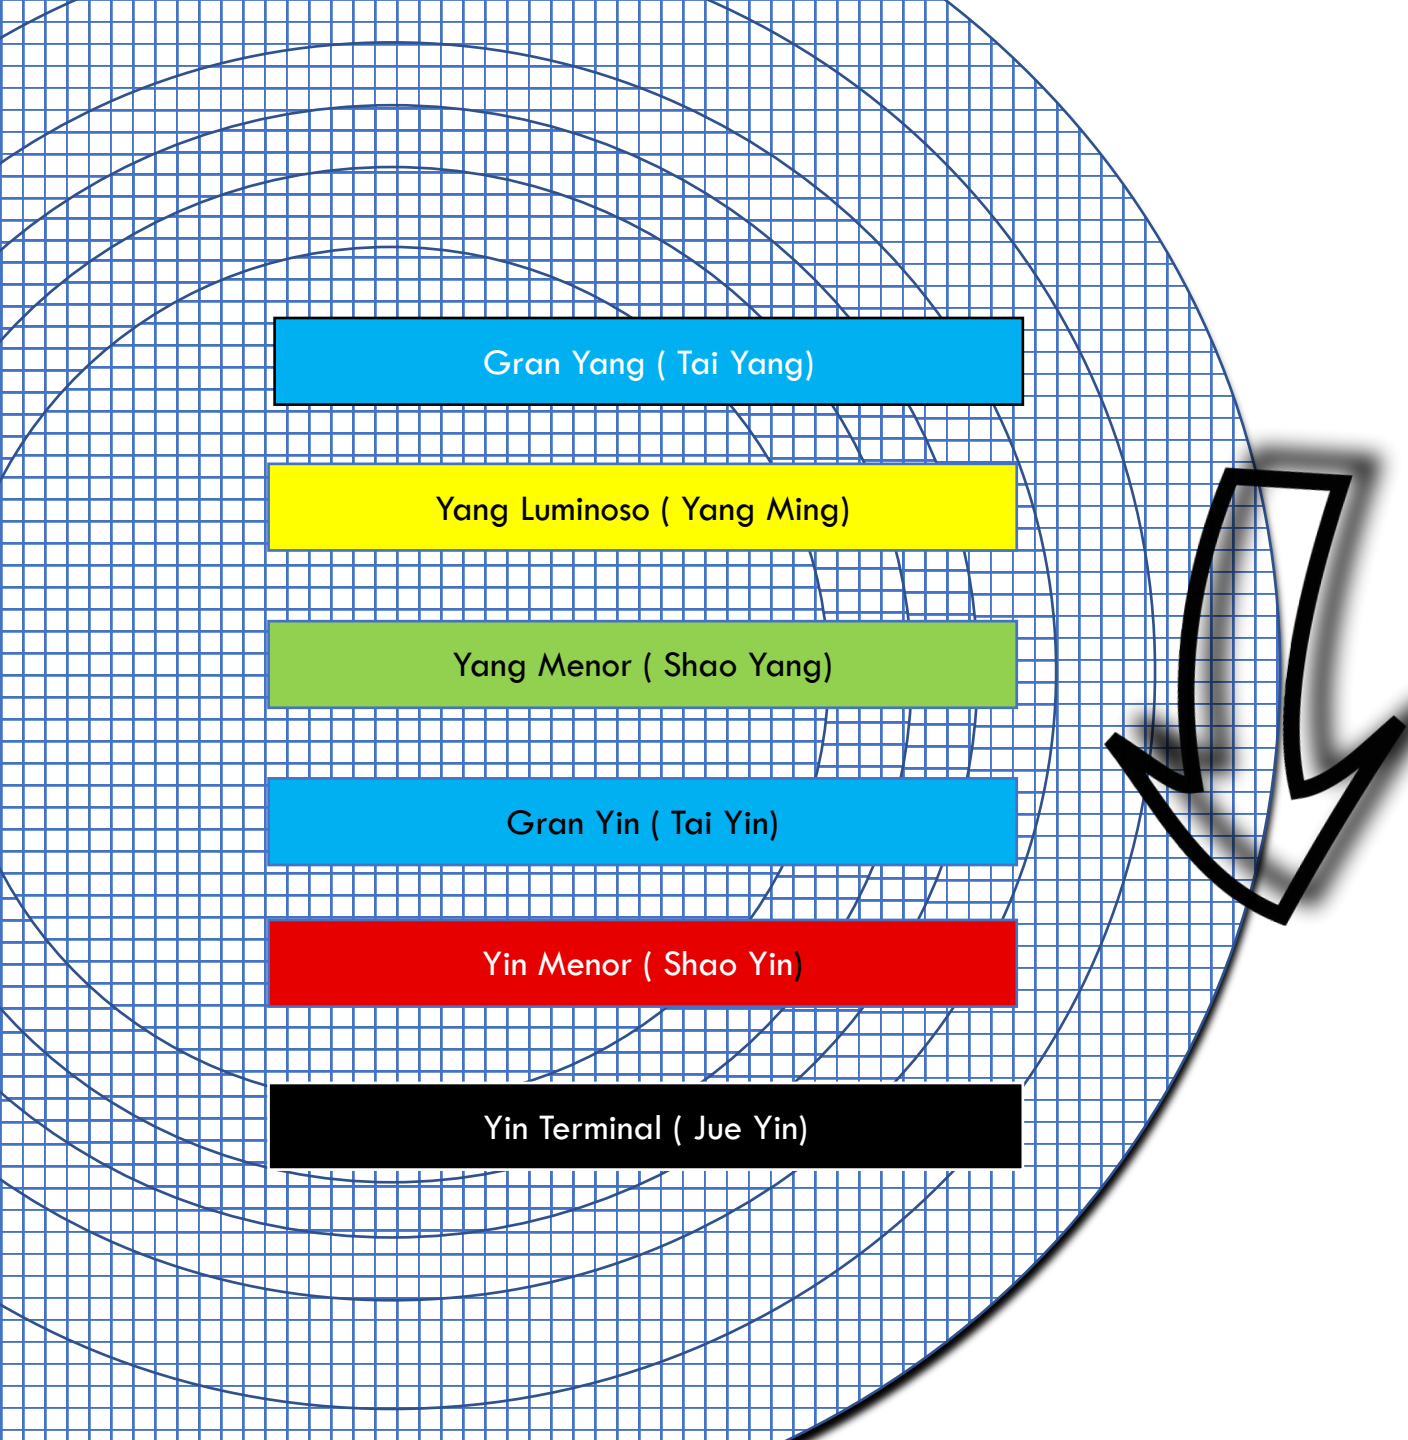 Gran Yang ( Tai Yang)
Yang Luminoso ( Yang Ming)
Yang Menor ( Shao Yang)
Gran Yin ( Tai Yin)
Yin Menor ( Shao Yin)
Yin Terminal ( Jue Yin)